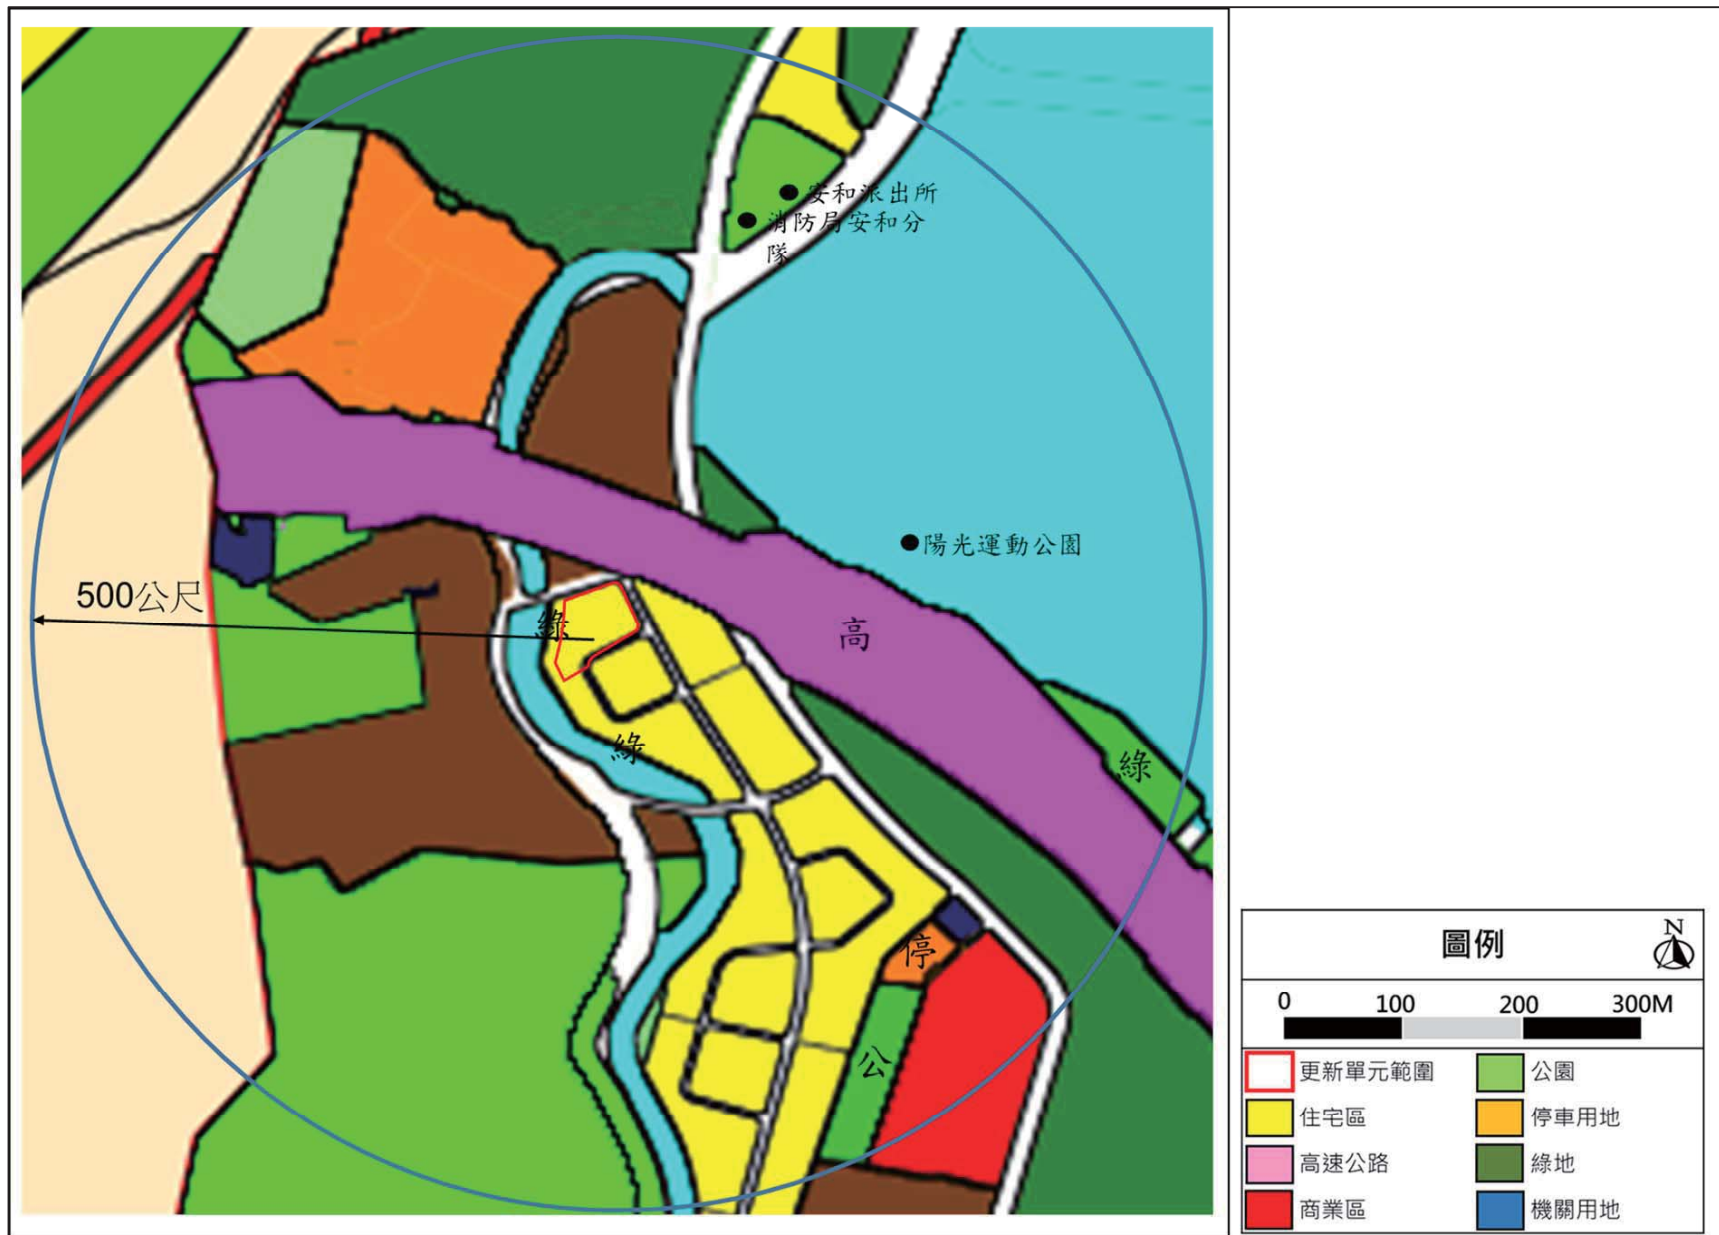 安和派出所
消防局安和分
隊
陽光運動公園
500公尺
綠
高
綠
綠
停
公
圖例
N
0 100 200 300M
更新單元範圍
公園
住宅區
停車用地
高速公路
綠地
商業區
機關用地